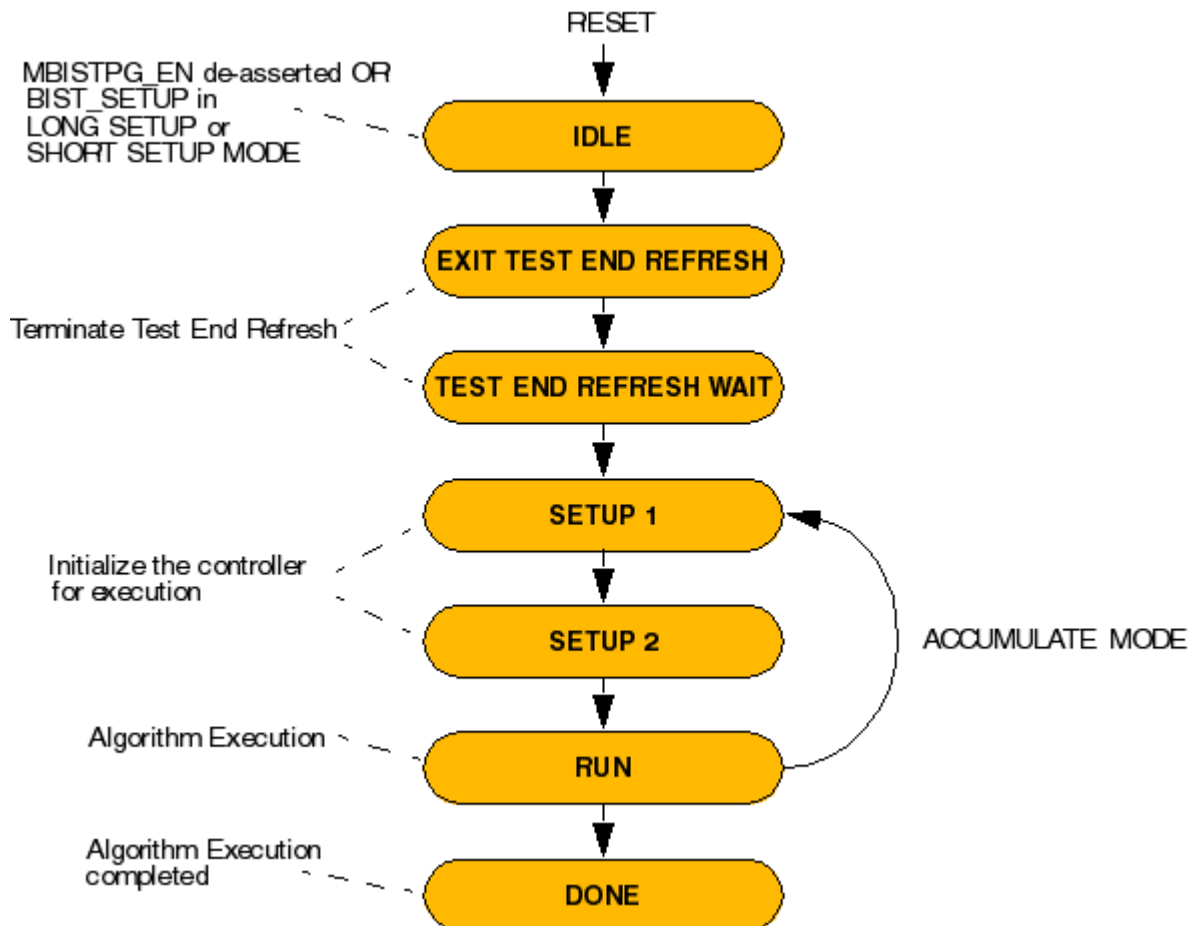 RESET
MBISTPG_EN de-asserted OR
BIST_SETUP in
LONG SETUP or
SHORT SETUP MODE
IDLE
EXIT TEST END REFRESH
Terminate Test End Refresh
TEST END REFRESH WAIT
SETUP 1
Initialize the controller
for execution
SETUP 2
ACCUMULATE MODE
Algorithm Execution
RUN
Algorithm Execution
completed
DONE